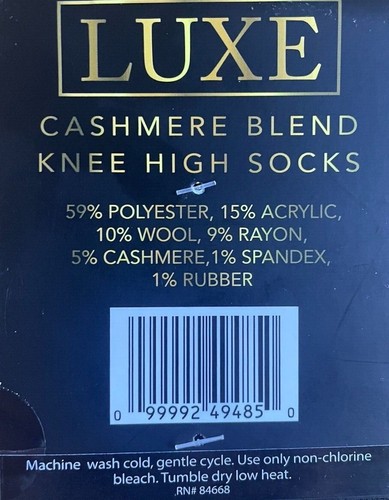 LUXE
CASHMERE BLEND
KNEE HIGH SOCKS
59% POLYESTER, 15% ACRYLIC,
10% WOOL, 9% RAYON,
5% CASHMERE,1% SPANDEX,
1% RUBBER
0 99992 49485 0
Machine wash cold, gentle cycle. Use only non-chlorine
bleach. Tumble dry low heat.
RN# 84668